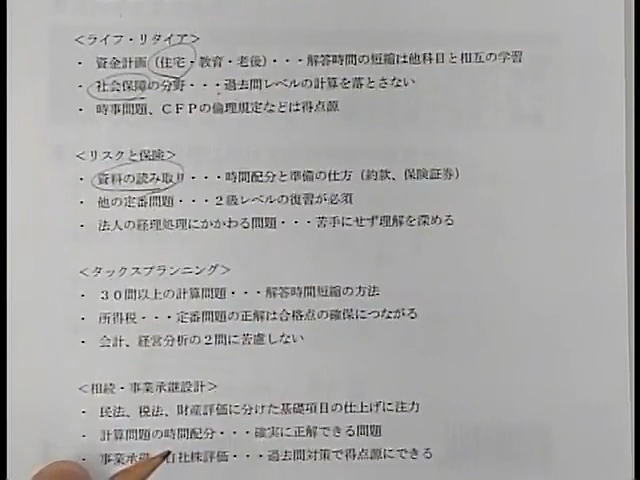 <ライフ・リタイア>
・ 資金計画（住宅・教育・老後）・・・解答時間の短縮は他科目と相互の学習
・ 社会保障の分野・・・過去問レベルの計算を落とさない
・ 時事問題、ＣＦＰの倫理規定などは得点源
<リスクと保険>
・ 資料の読み取り・・・時間配分と準備の仕方（約款、保険証券）
・ 他の定番問題・・・２級レベルの復習が必須
・ 法人の経理処理にかかわる問題・・・苦手にせず理解を深める
<タックスプランニング>
・ ３０問以上の計算問題・・・解答時間短縮の方法
・ 所得税・・・定番問題の正解は合格点の確保につながる
・ 会計、経営分析の２問に苦慮しない
<相続・事業承継設計>
・ 民法、税法、財産評価に分けた基礎項目の仕上げに注力
・ 計算問題の時間配分・・・確実に正解できる問題
・ 事業承継 自社株評価・・・過去問対策で得点源にできる